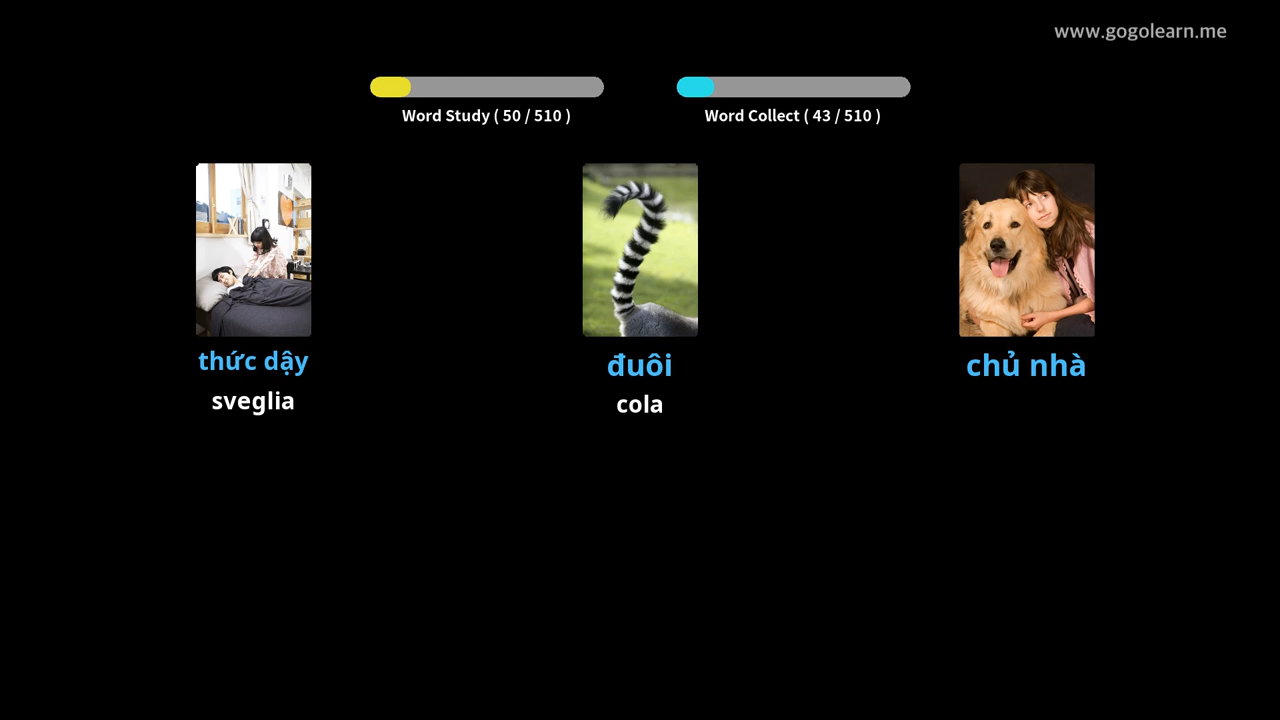 www.gogolearn.me
Word Study ( 50 / 510 )
Word Collect ( 43 / 510 )
thức dậy
sveglia
đuôi
cola
chủ nhà